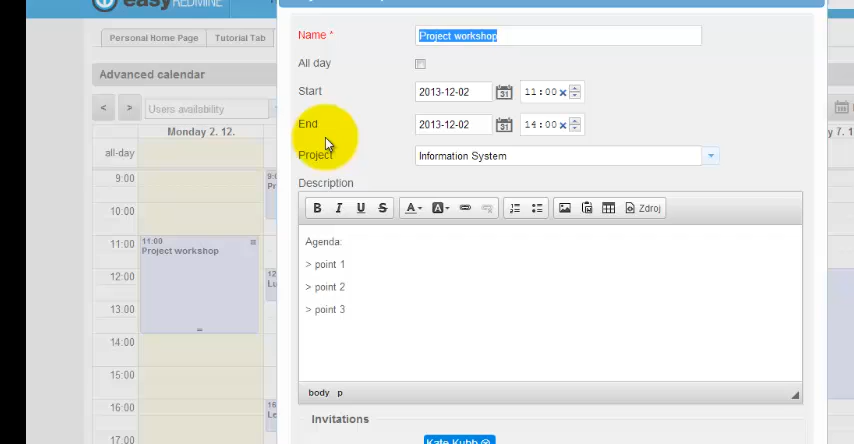 easy REDMINE
Personal Home Page
Tutorial Tab
Advanced calendar
<
>
Users availability
Monday 2. 12.
7. 1
all-day
9:00
10:00
11:00
12:00
13:00
14:00
15:00
16:00
17:00
11:00
Project workshop
Name *
Project workshop
All day
Start
2013-12-02
31
11:00
End
2013-12-02
31
14:00
Project
Information System
Description
B I U S A A Zdroj
Agenda:
> point 1
> point 2
> point 3
body p
Invitations
Kate Kubb